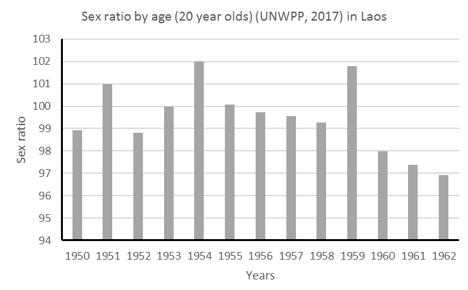 Sex ratio by age (20 year olds) (UNWPP, 2017) in Laos
103
102
101
100
99
98
97
96
95
94
Sex ratio
1950 1951 1952 1953 1954 1955 1956 1957 1958 1959 1960 1961 1962
Years